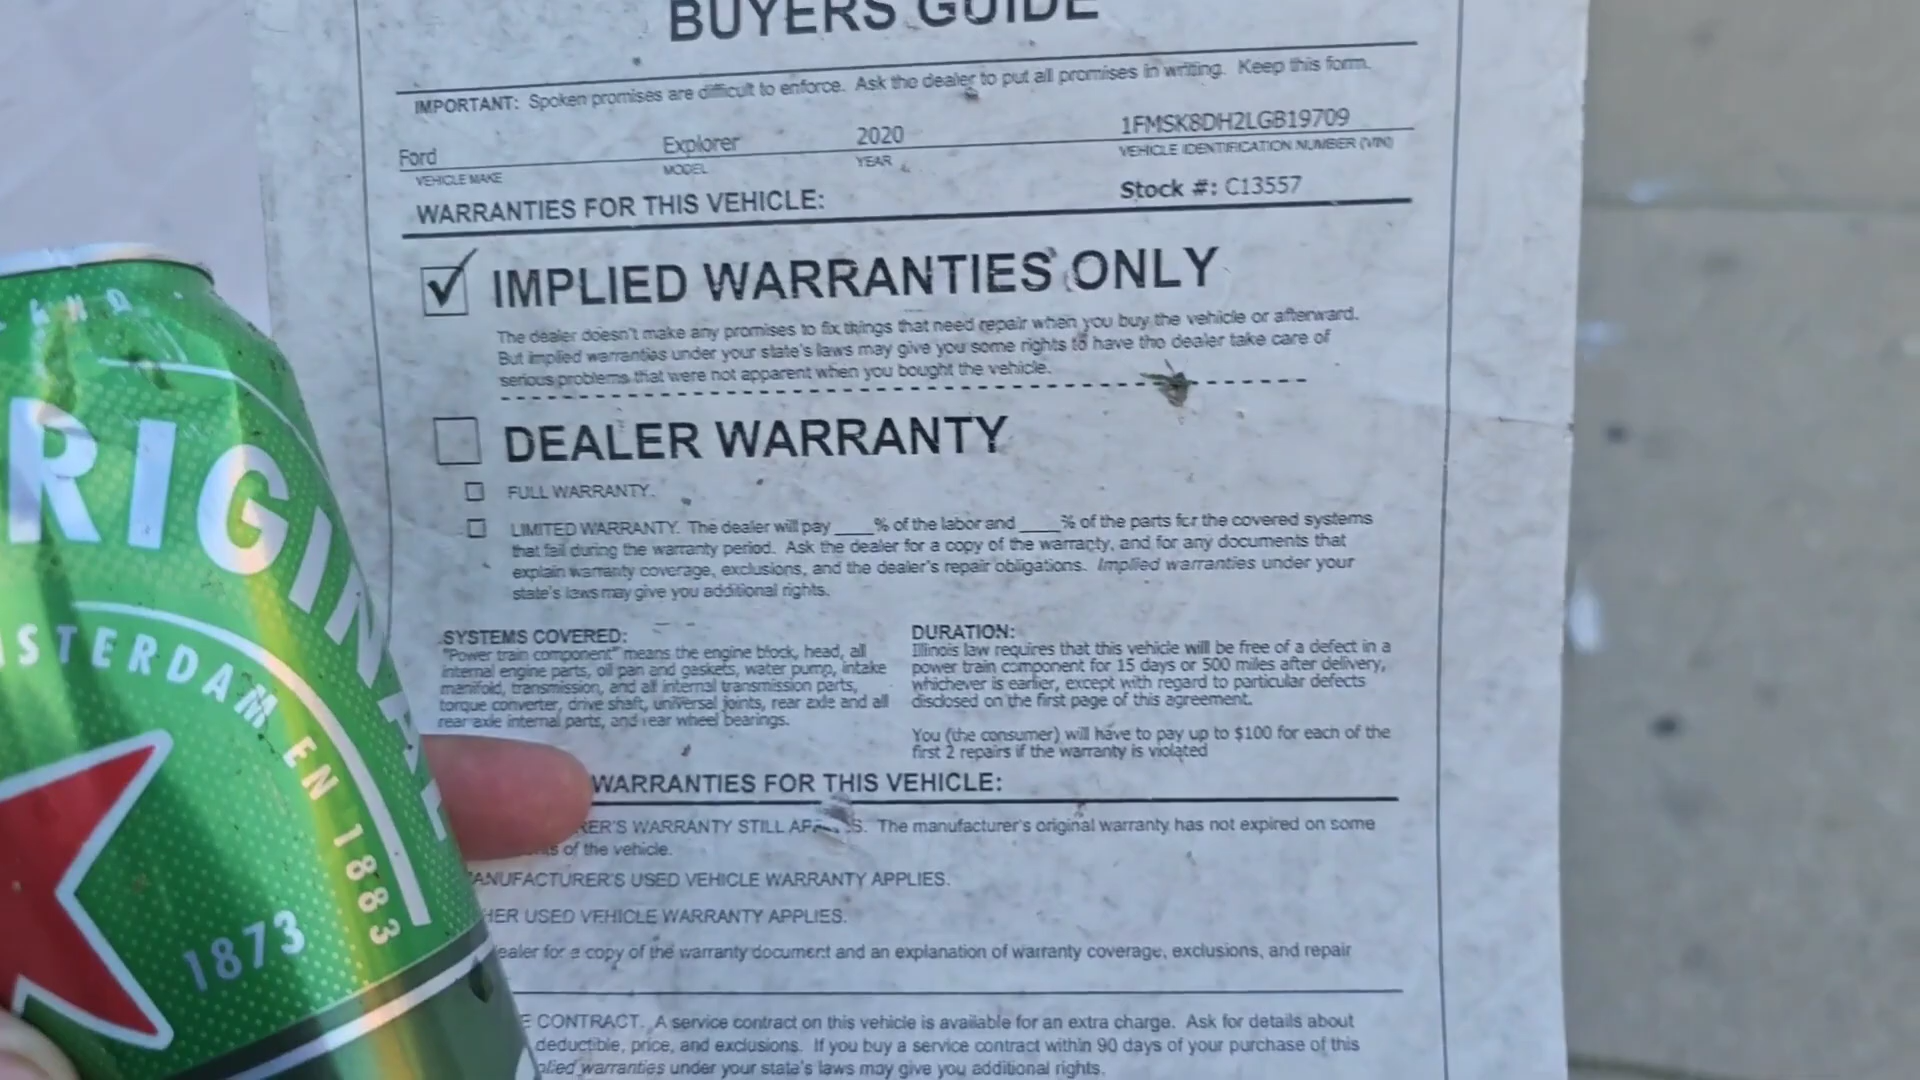 BUYERS GUIDE
IMPORTANT: Spoken promises are difficult to enforce. Ask the dealer to put all promises in writing. Keep this form.
Ford Explorer 2020 1FMSK8DH2LGB19709
VEHICLE MAKE MODEL YEAR VEHICLE IDENTIFICATION NUMBER (VIN)
WARRANTIES FOR THIS VEHICLE: Stock #: C13557
IMPLIED WARRANTIES ONLY
The dealer doesn't make any promises to fix things that need repair when you buy the vehicle or afterward.
But implied warranties under your state's laws may give you some rights to have the dealer take care of
serious problems that were not apparent when you bought the vehicle.
DEALER WARRANTY
FULL WARRANTY.
LIMITED WARRANTY. The dealer will pay ____% of the labor and ____% of the parts for the covered systems
that fail during the warranty period. Ask the dealer for a copy of the warranty, and for any documents that
explain warranty coverage, exclusions, and the dealer's repair obligations. Implied warranties under your
state's laws may give you additional rights.
SYSTEMS COVERED:
"Power train component" means the engine block, head, all
internal engine parts, oil pan and gaskets, water pump, intake
manifold, transmission, and all internal transmission parts,
torque converter, drive shaft, universal joints, rear axle and all
rear axle internal parts, and rear wheel bearings.
DURATION:
Illinois law requires that this vehicle will be free of a defect in a
power train component for 15 days or 500 miles after delivery,
whichever is earlier, except with regard to particular defects
disclosed on the first page of this agreement.
You (the consumer) will have to pay up to $100 for each of the
first 2 repairs if the warranty is violated
WARRANTIES FOR THIS VEHICLE:
RER'S WARRANTY STILL The manufacturer's original warranty has not expired on some
of the vehicle.
ANUFACTURER'S USED VEHICLE WARRANTY APPLIES.
HER USED VEHICLE WARRANTY APPLIES.
ealer for a copy of the warranty document and an explanation of warranty coverage, exclusions, and repair
E CONTRACT. A service contract on this vehicle is available for an extra charge. Ask for details about
deductible, price, and exclusions. If you buy a service contract within 90 days of your purchase of this
plied warranties under your state's laws may give you additional rights.
RIGINAL
STERDAM EN 1883
1873